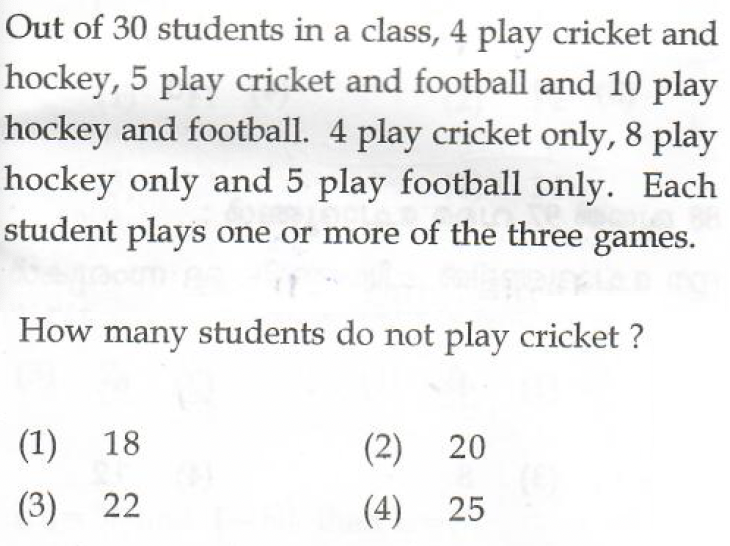 Out of 30 students in a class, 4 play cricket and
hockey, 5 play cricket and football and 10 play
hockey and football. 4 play cricket only, 8 play
hockey only and 5 play football only. Each
student plays one or more of the three games.
How many students do not play cricket ?
(1) 18 (2) 20
(3) 22 (4) 25